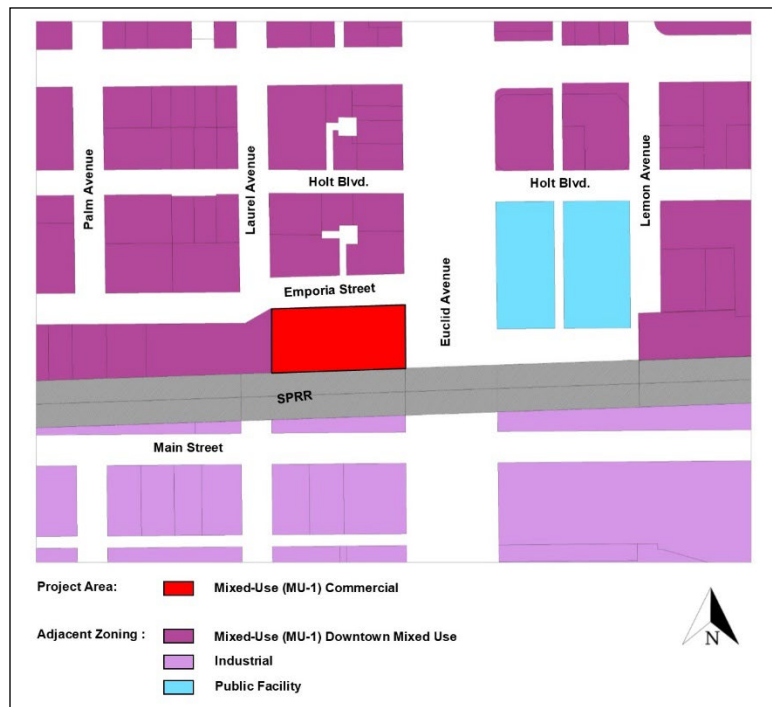 Palm Avenue
Laurel Avenue
Holt Blvd.
Holt Blvd.
Lemon Avenue
Emporia Street
Euclid Avenue
SPRR
Main Street
Project Area:
Mixed-Use (MU-1) Commercial
Adjacent Zoning :
Mixed-Use (MU-1) Downtown Mixed Use
Industrial
Public Facility
N